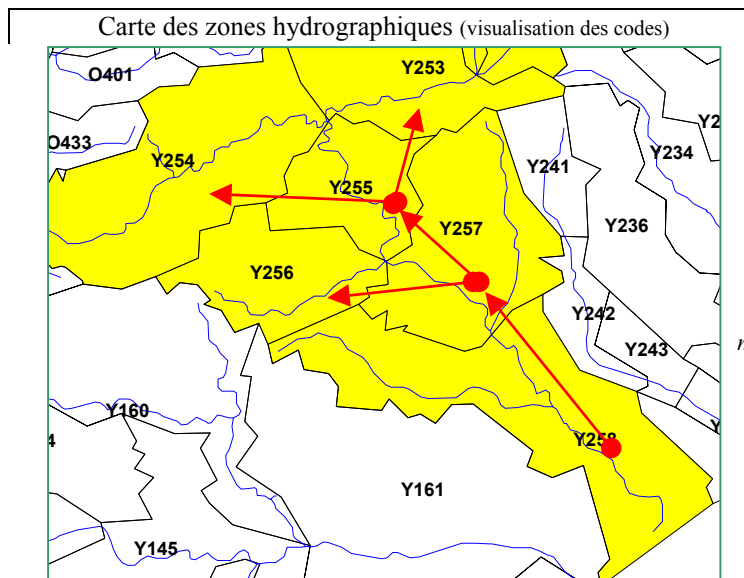 Carte des zones hydrographiques (visualisation des codes)
O401
Y253
O433
Y254
Y255
Y241
Y234
Y236
Y257
Y256
Y242
Y243
Y160
Y258
Y161
Y145